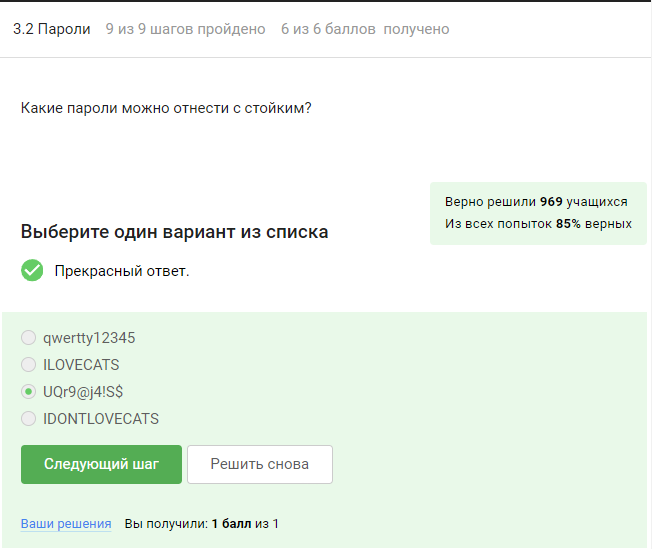 3.2 Пароли 9 из 9 шагов пройдено 6 из 6 баллов получено
Какие пароли можно отнести с стойким?
Верно решили 969 учащихся
Из всех попыток 85% верных
Выберите один вариант из списка
Прекрасный ответ.
qwertty12345
ILOVECATS
UQr9@j4!S$
IDONTLOVECATS
Следующий шаг Решить снова
Ваши решения Вы получили: 1 балл из 1